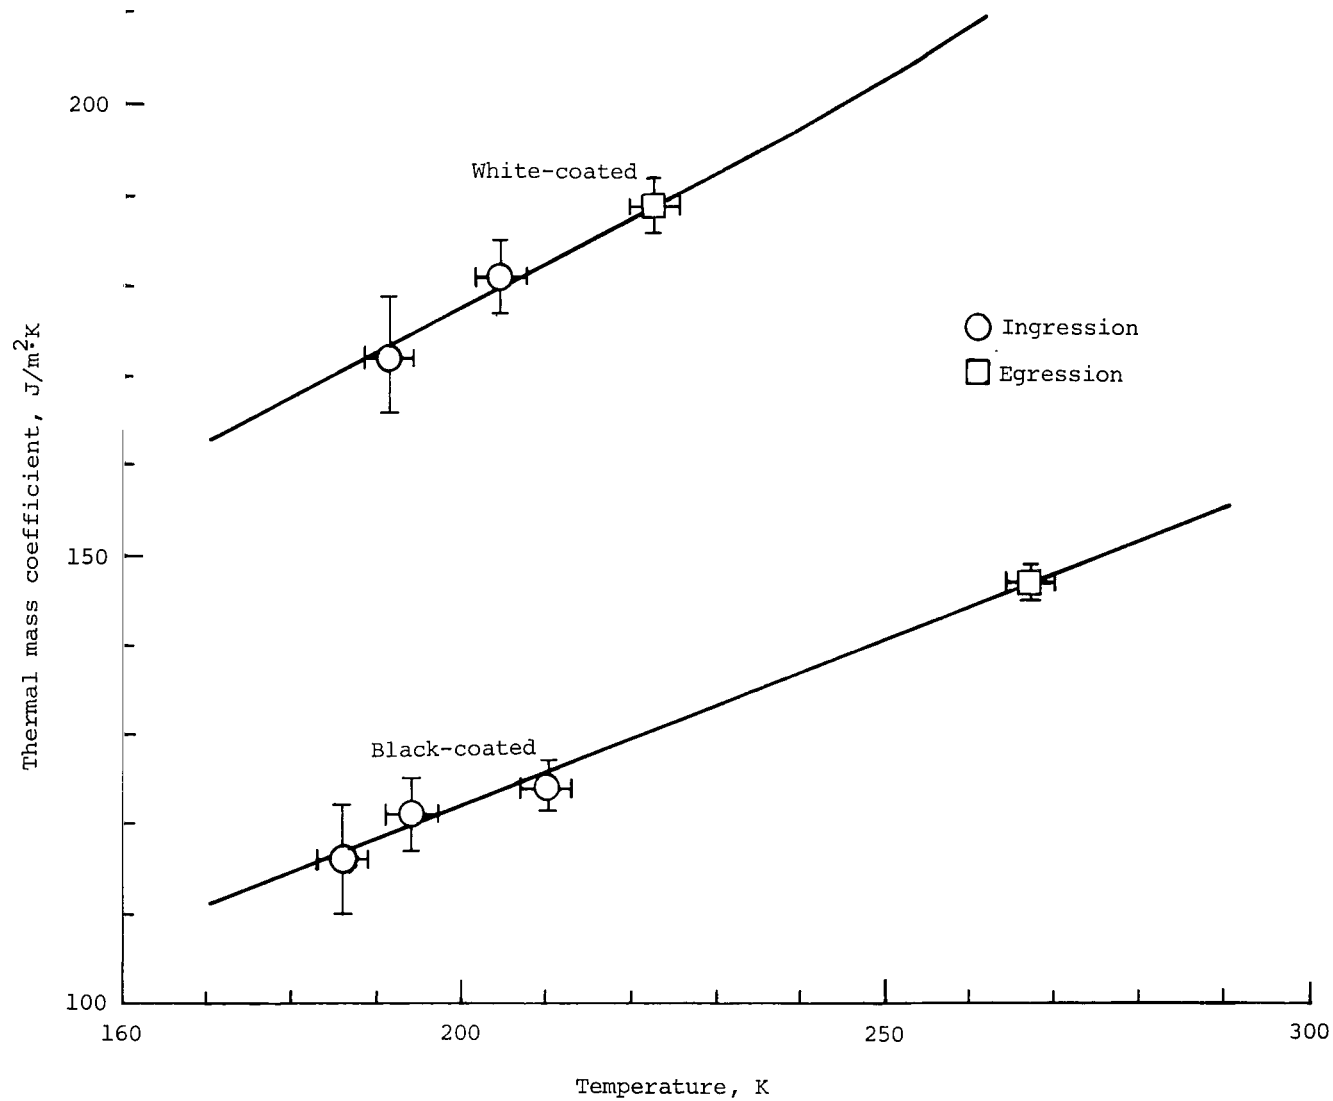 200
White-coated
Ingression
Egression
Thermal mass coefficient, J/m²·K
150
Black-coated
100
160
200
250
300
Temperature, K